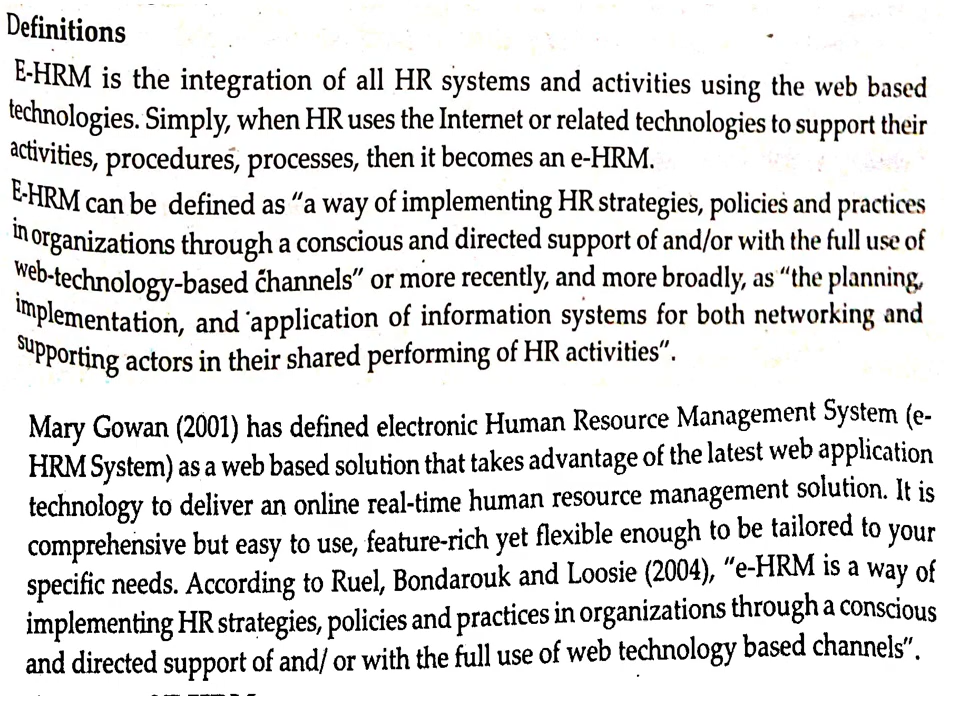 Definitions
E-HRM is the integration of all HR systems and activities using the web based
technologies. Simply, when HR uses the Internet or related technologies to support their
activities, procedures, processes, then it becomes an e-HRM.
E-HRM can be defined as "a way of implementing HR strategies, policies and practices
in organizations through a conscious and directed support of and/or with the full use of
web-technology-based channels" or more recently, and more broadly, as "the planning,
implementation, and application of information systems for both networking and
supporting actors in their shared performing of HR activities".
Mary Gowan (2001) has defined electronic Human Resource Management System (e-
HRM System) as a web based solution that takes advantage of the latest web application
technology to deliver an online real-time human resource management solution. It is
comprehensive but easy to use, feature-rich yet flexible enough to be tailored to your
specific needs. According to Ruel, Bondarouk and Loosie (2004), "e-HRM is a way of
implementing HR strategies, policies and practices in organizations through a conscious
and directed support of and/ or with the full use of web technology based channels".